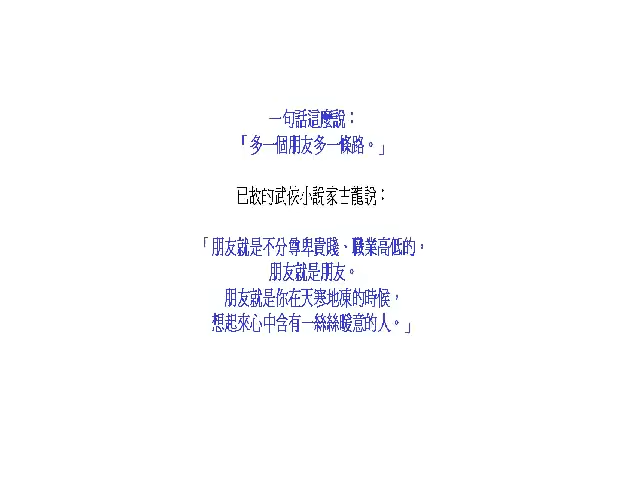 一句話這麼說：
「多一個朋友多一條路。」
已故的武俠小說家古龍說：
「朋友就是不分尊卑貴賤、職業高低的，
朋友就是朋友。
朋友就是你在天寒地凍的時候，
想起來心中含有一絲絲暖意的人。」